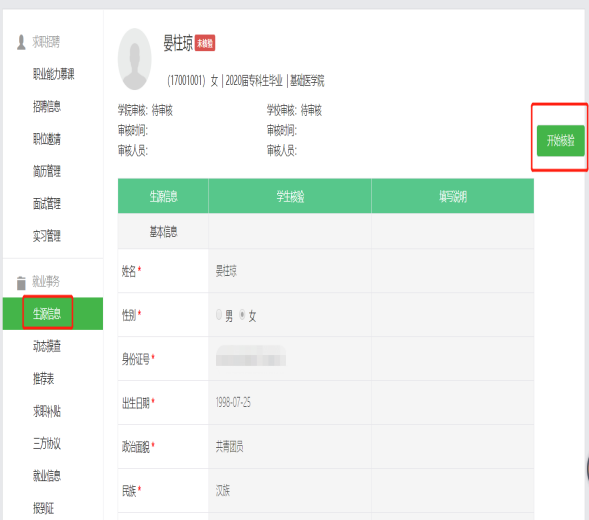 求职招聘
职业能力慕课
招聘信息
职位邀请
简历管理
面试管理
实习管理
就业事务
生源信息
动态摸查
推荐表
求职补贴
三方协议
就业信息
报到证
晏柱琼 未核验
（17001001） 女 | 2020届专科生毕业 | 基础医学院
学院审核：待审核 学校审核：待审核
审核时间： 审核时间：
审核人员： 审核人员：
开始核验
生源信息 学生核验 填写说明
基本信息
姓名 * 晏柱琼
性别 * 男 女
身份证号 *
出生日期 * 1998-07-25
政治面貌 * 共青团员
民族 * 汉族